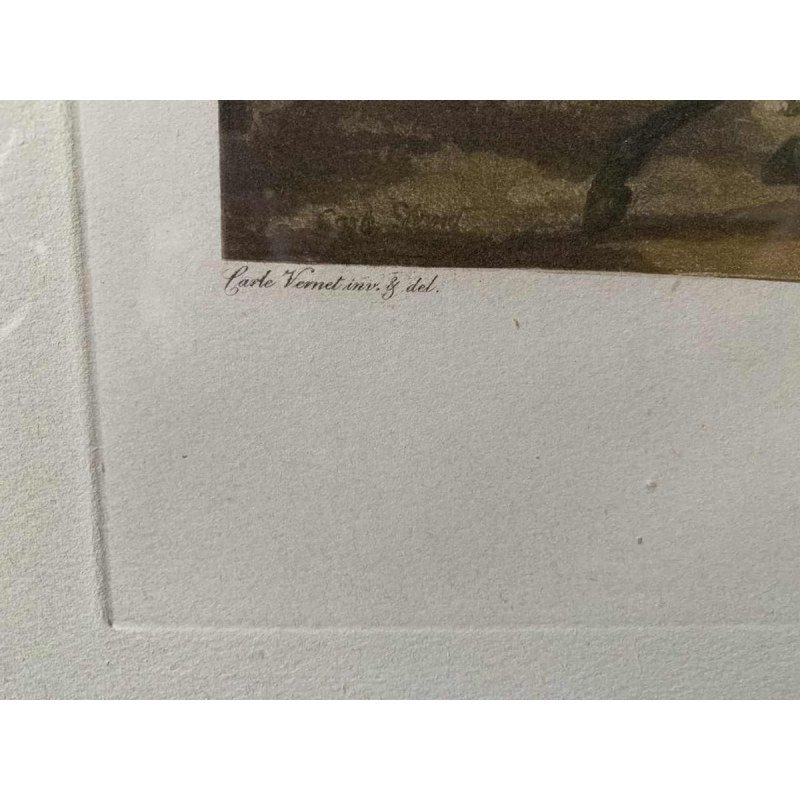 Carle Vernet inv. & del.